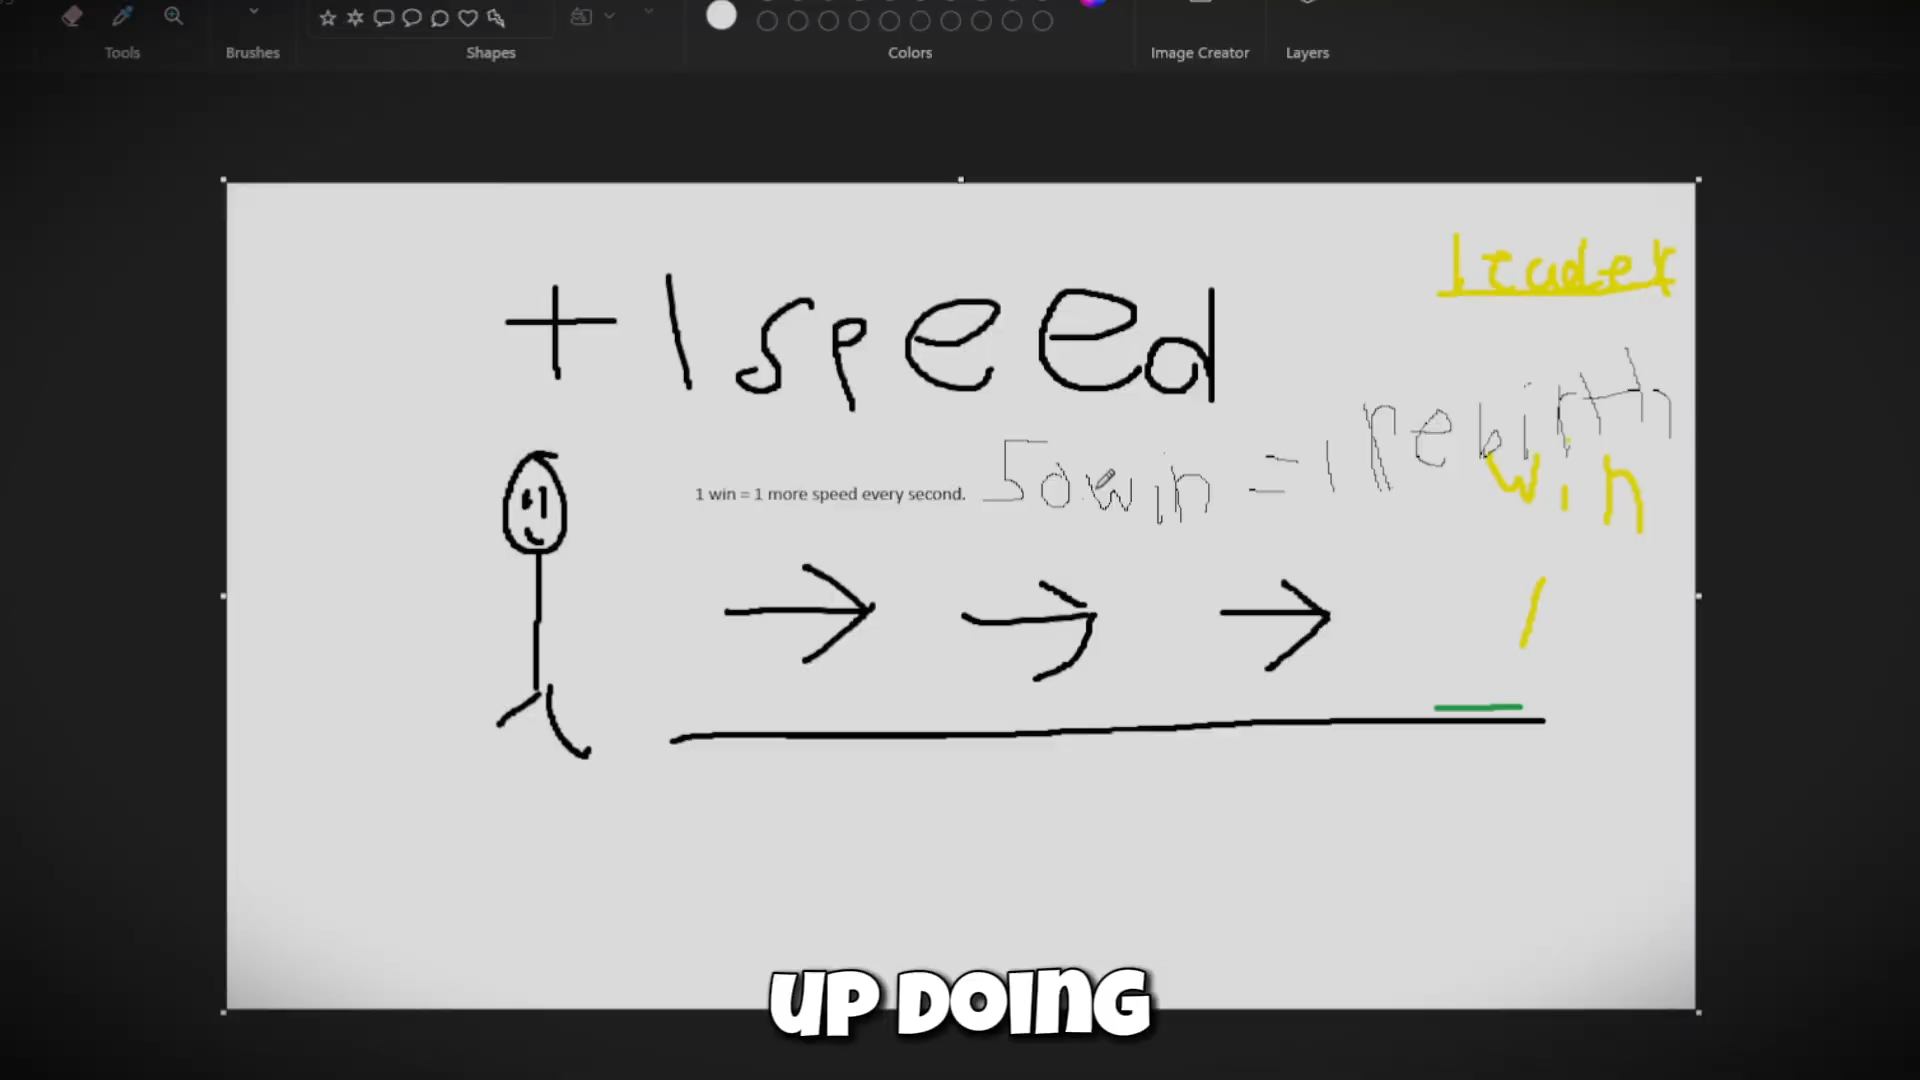 Tools Brushes Shapes Colors Image Creator Layers
leader
+1 speed
50 win = 1 rebirth
1 win = 1 more speed every second.
win
1
UP DOING